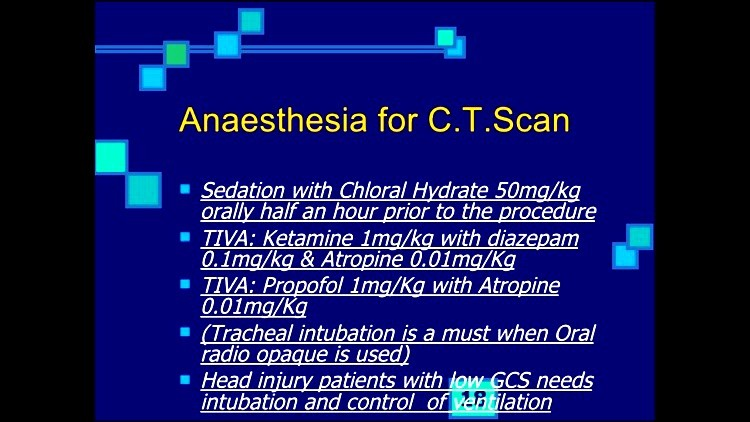 Anaesthesia for C.T.Scan
Sedation with Chloral Hydrate 50mg/kg
orally half an hour prior to the procedure
TIVA: Ketamine 1mg/kg with diazepam
0.1mg/kg & Atropine 0.01mg/Kg
TIVA: Propofol 1mg/Kg with Atropine
0.01mg/Kg
(Tracheal intubation is a must when Oral
radio opaque is used)
Head injury patients with low GCS needs
intubation and control of ventilation